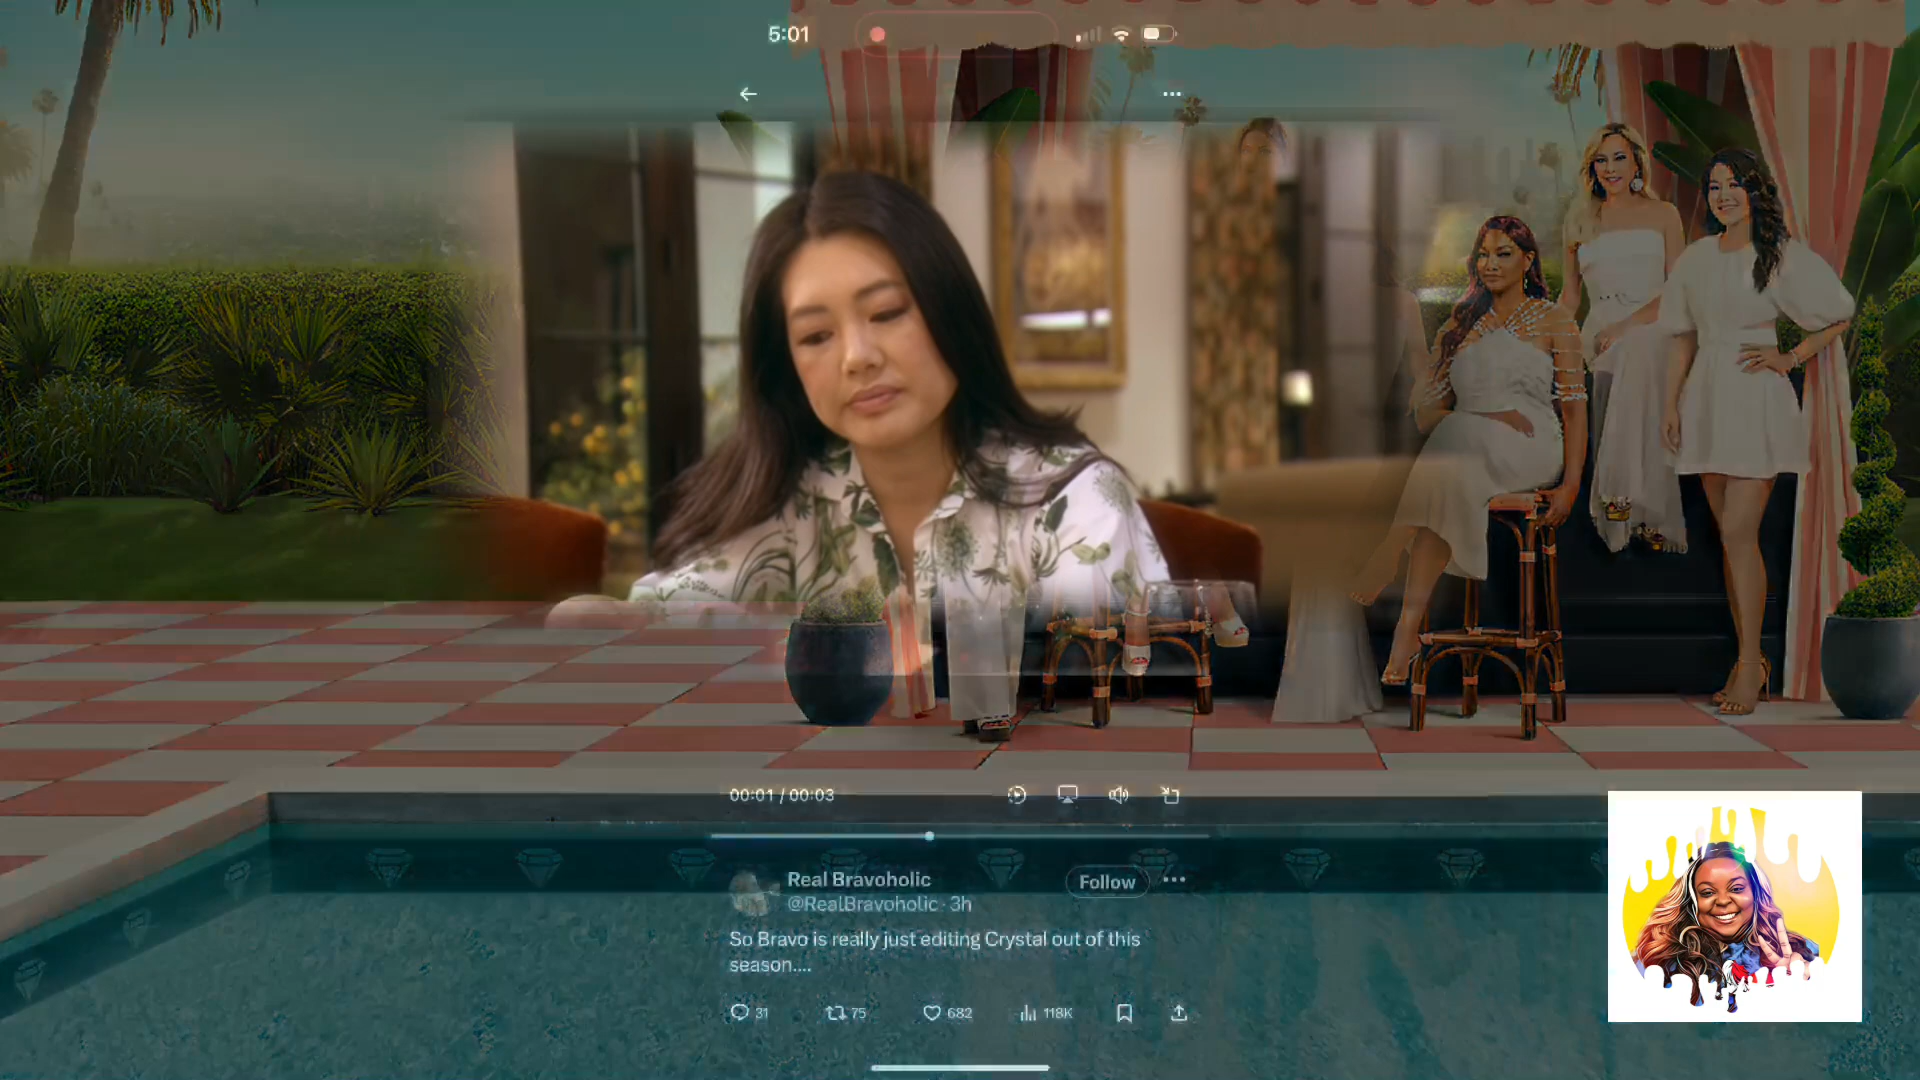 5:01
00:01 / 00:03
Real Bravoholic
Follow
@RealBravoholic · 3h
So Bravo is really just editing Crystal out of this
season....
31
75
682
118K